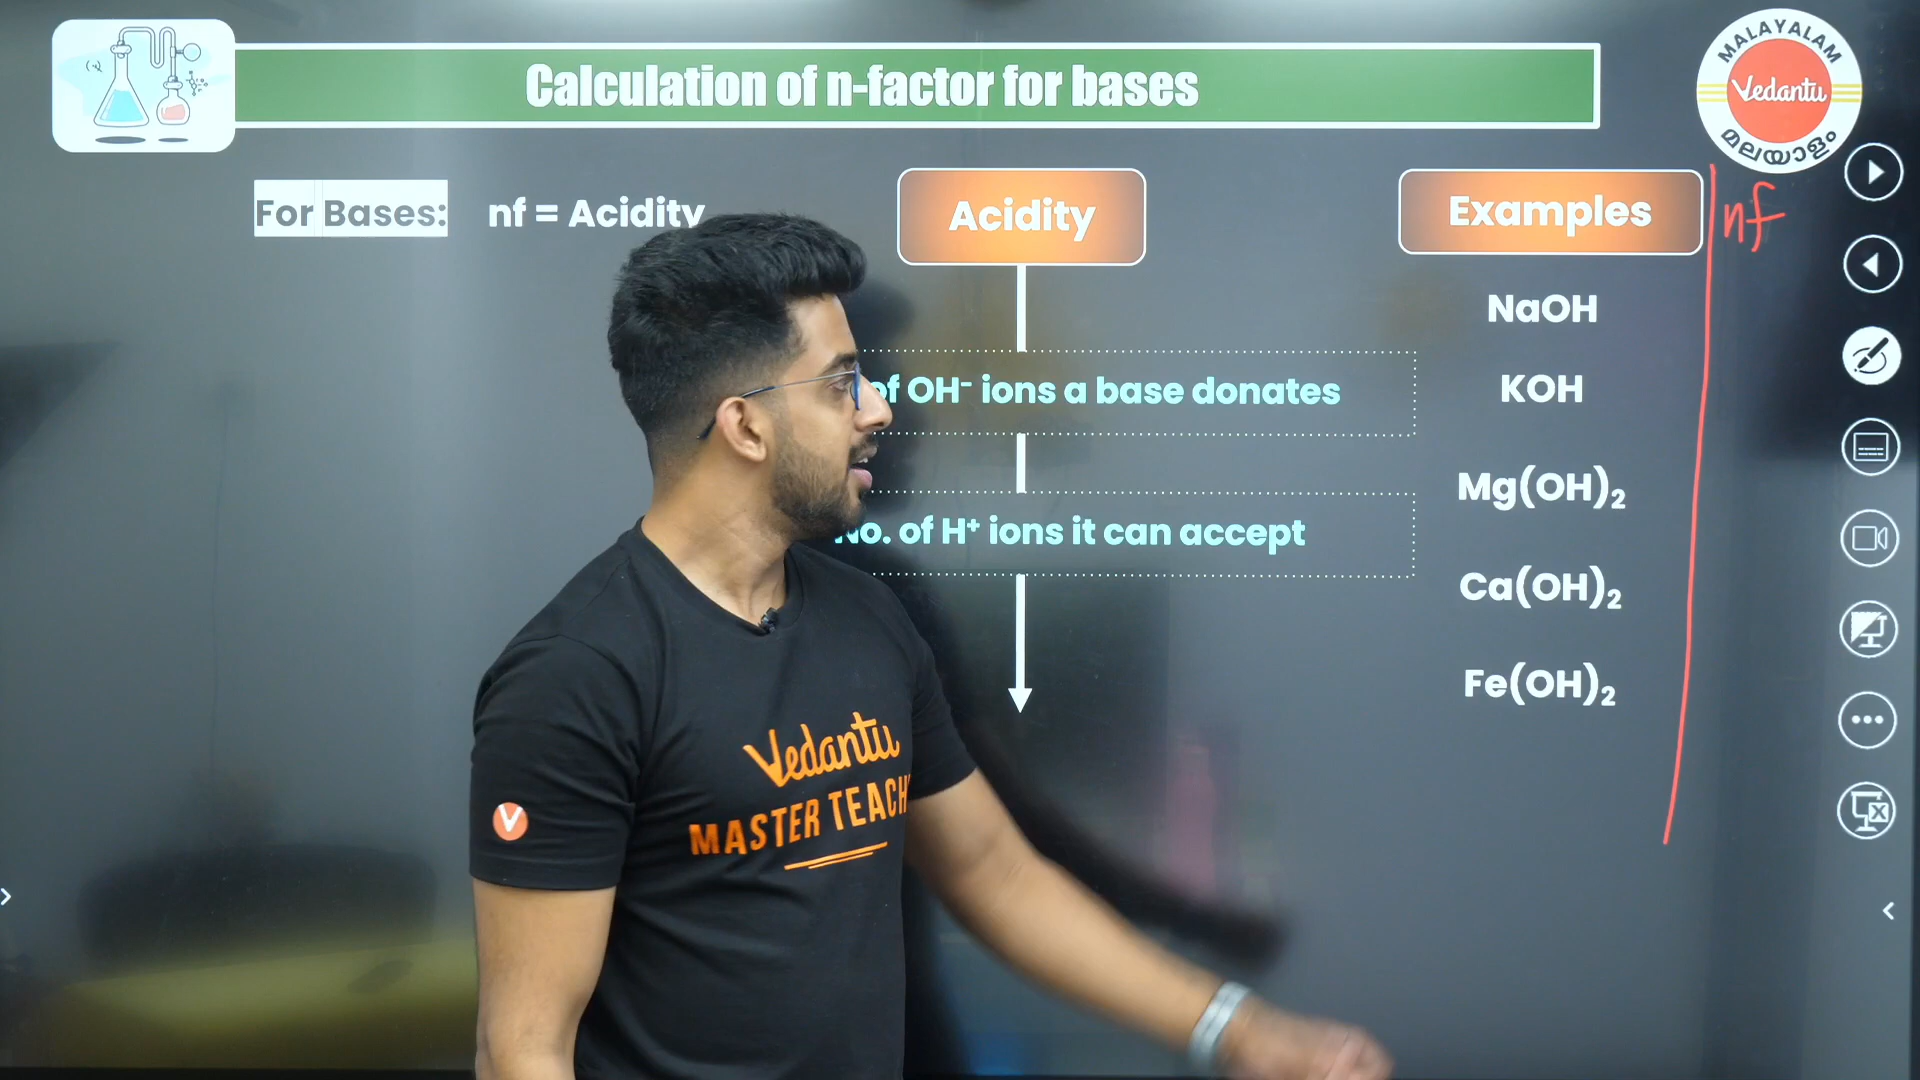 Calculation of n-factor for bases
MALAYALAM
Vedantu
മലയാളം
For Bases: nf = Acidity
Acidity
Examples
nf
of OH⁻ ions a base donates
No. of H⁺ ions it can accept
NaOH
KOH
Mg(OH)₂
Ca(OH)₂
Fe(OH)₂
Vedantu
MASTER TEACH
V